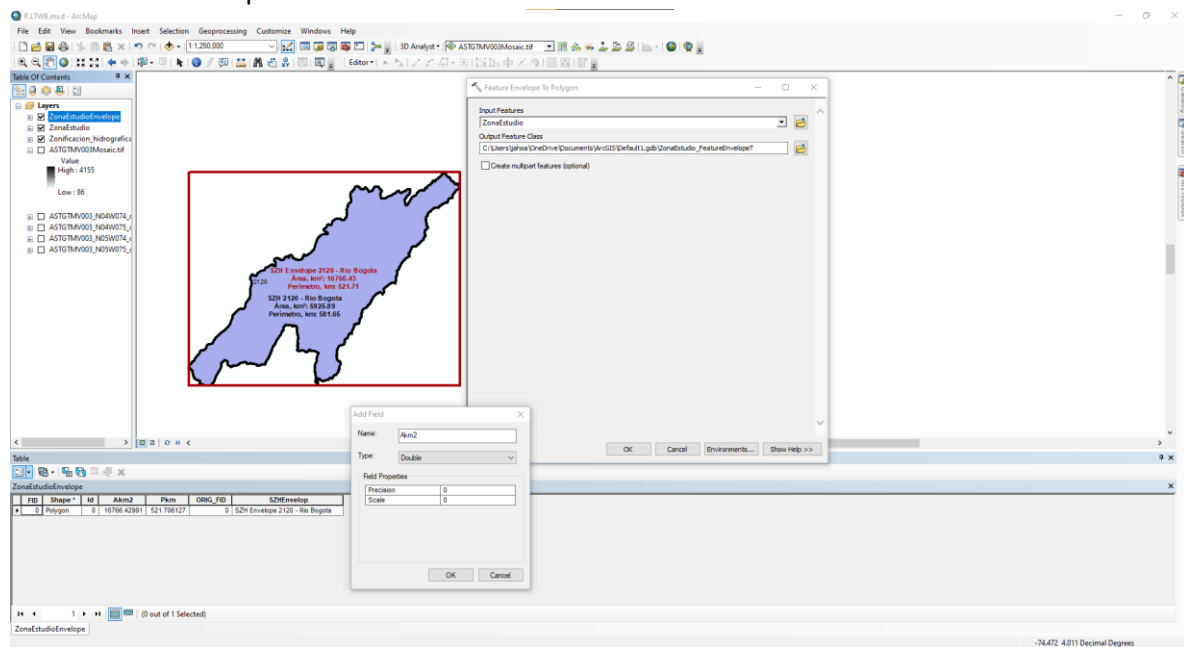 R.LTWB.mxd - ArcMap
File Edit View Bookmarks Insert Selection Geoprocessing Customize Windows Help
1:1,250,000 3D Analyst ASTGTMV003Mosaic.tif
Editor
Table Of Contents
Layers
ZonaEstudioEnvelope
ZonaEstudio
Zonificacion_hidrografica
ASTGTMV003Mosaic.tif
Value
High : 4155
Low : 86
ASTGTMV003_N04W074_
ASTGTMV003_N04W075_
ASTGTMV003_N05W074_
ASTGTMV003_N05W075_
2120
SZH Envelope 2120 - Rio Bogota
Área, km²: 16766.43
Perimetro, km: 521.71
SZH 2120 - Rio Bogota
Área, km²: 5925.89
Perimetro, km: 581.65
Feature Envelope To Polygon
Input Features
ZonaEstudio
Output Feature Class
C:\Users\jahoa\OneDrive\Documents\ArcGIS\Default1.gdb\ZonaEstudio_FeatureEnvelopeT
Create multipart features (optional)
OK Cancel Environments... Show Help >>
Catalog
Search
ArcToolbox
Add Field
Name: Akm2
Type: Double
Field Properties
Precision 0
Scale 0
OK Cancel
Table
ZonaEstudioEnvelope
FID Shape * Id Akm2 Pkm ORIG_FID SZHEnvelop
0 Polygon 0 16766.42991 521.706127 0 SZH Envelope 2120 - Rio Bogota
1 (0 out of 1 Selected)
ZonaEstudioEnvelope
-74.472 4.011 Decimal Degrees